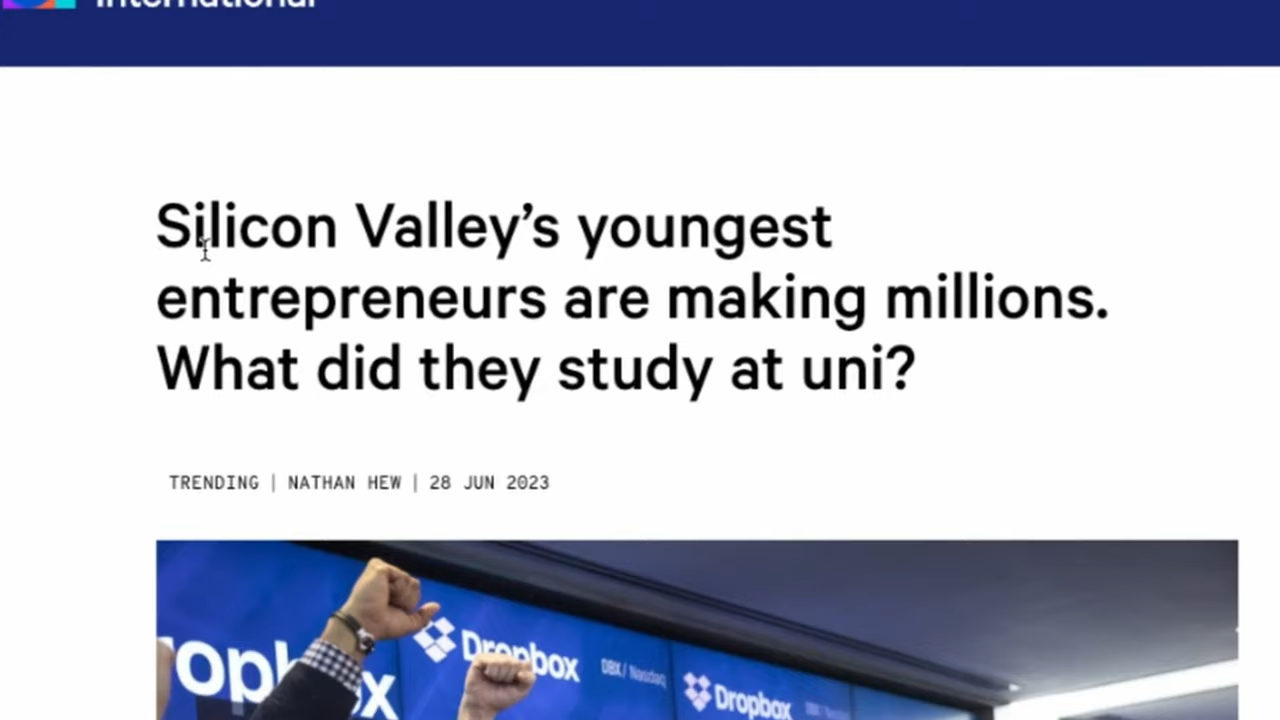 International
Silicon Valley’s youngest
entrepreneurs are making millions.
What did they study at uni?
TRENDING | NATHAN HEW | 28 JUN 2023
Dropbox
DBX / Nasdaq
Dropbox